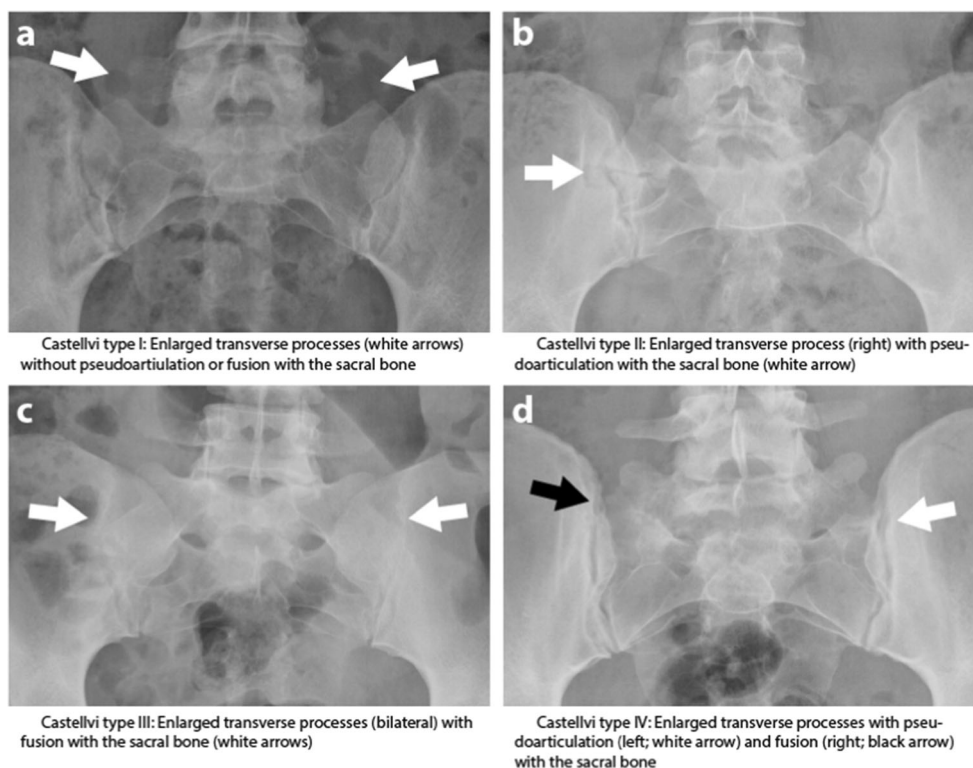 a
b
Castellvi type I: Enlarged transverse processes (white arrows)
without pseudoartiulation or fusion with the sacral bone
Castellvi type II: Enlarged transverse process (right) with pseu-
doarticulation with the sacral bone (white arrow)
c
d
Castellvi type III: Enlarged transverse processes (bilateral) with
fusion with the sacral bone (white arrows)
Castellvi type IV: Enlarged transverse processes with pseu-
doarticulation (left; white arrow) and fusion (right; black arrow)
with the sacral bone